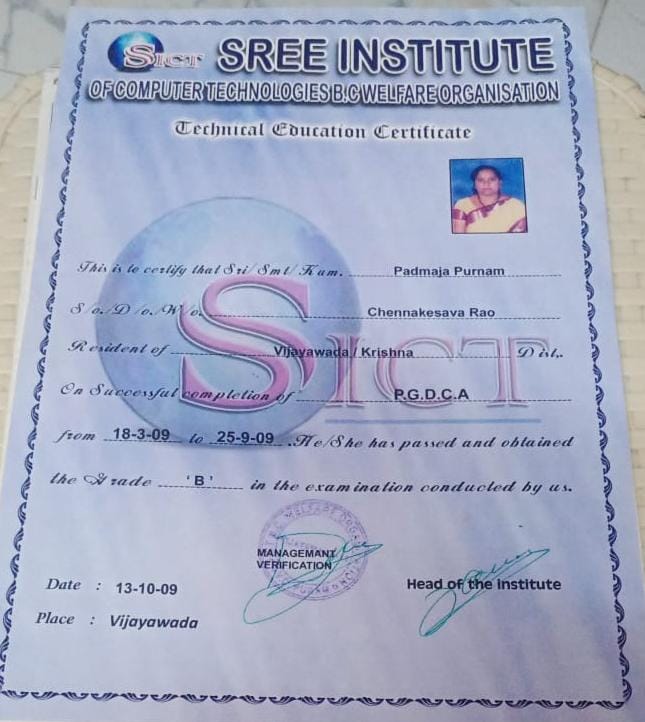 SICT SREE INSTITUTE
OF COMPUTER TECHNOLOGIES B.C WELFARE ORGANISATION
Technical Education Certificate
This is to certify that Sri/Smt/Kum. Padmaja Purnam
S/o./D/o./W/o. Chennakesava Rao
Resident of Vijayawada / Krishna Dist.,
SICT
On Successful completion of P.G.D.C.A
from 18-3-09 to 25-9-09 .He/She has passed and obtained
the Grade 'B' in the examination conducted by us.
MANAGEMANT
VERIFICATION
Head of the Institute
Date : 13-10-09
Place : Vijayawada